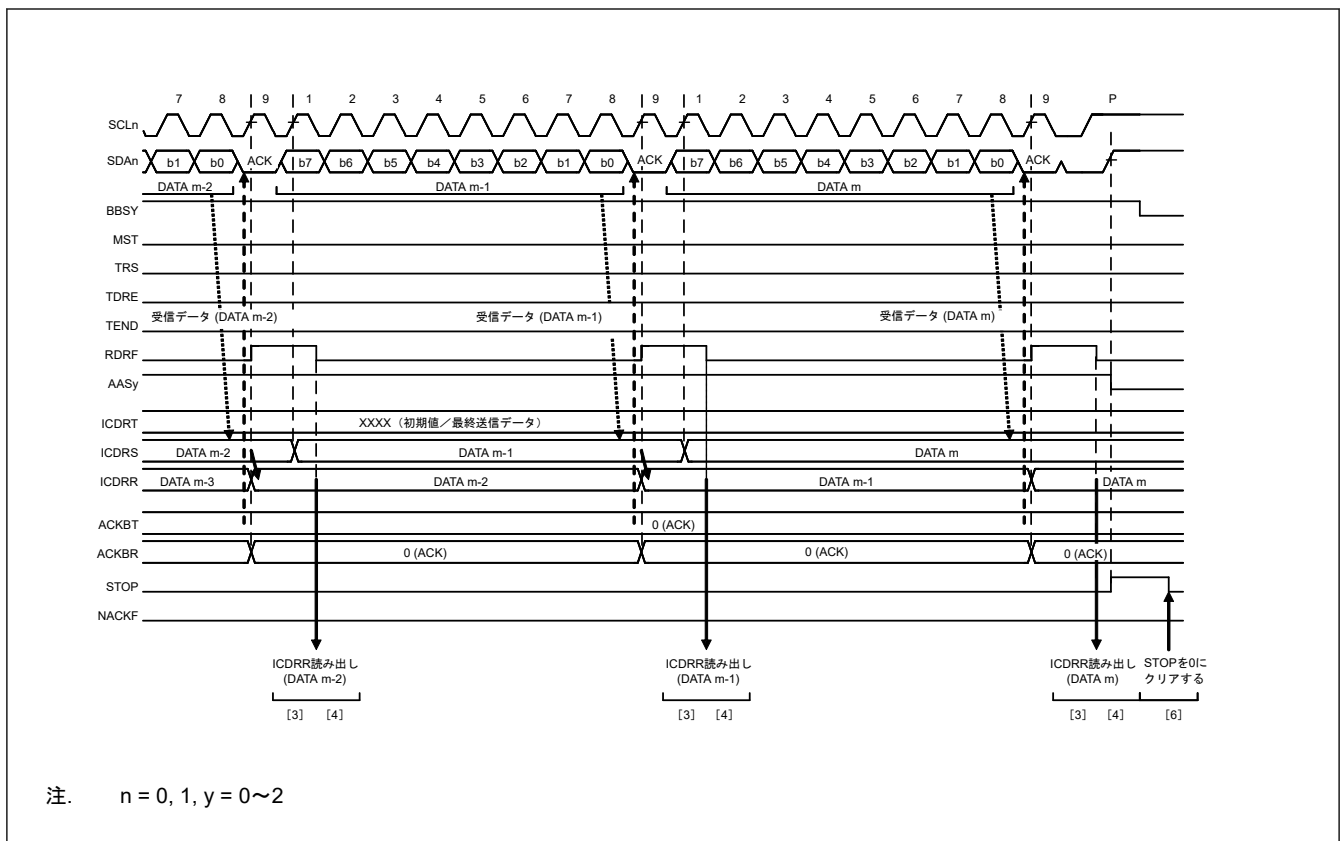 7 8 9 1 2 3 4 5 6 7 8 9 1 2 3 4 5 6 7 8 9 P
SCLn
SDAn b1 b0 ACK b7 b6 b5 b4 b3 b2 b1 b0 ACK b7 b6 b5 b4 b3 b2 b1 b0 ACK
DATA m-2 DATA m-1 DATA m
BBSY
MST
TRS
TDRE
受信データ (DATA m-2) 受信データ (DATA m-1) 受信データ (DATA m)
TEND
RDRF
AASy
ICDRT XXXX（初期値／最終送信データ）
ICDRS DATA m-2 DATA m-1 DATA m
ICDRR DATA m-3 DATA m-2 DATA m-1 DATA m
ACKBT 0 (ACK)
ACKBR 0 (ACK) 0 (ACK) 0 (ACK)
STOP
NACKF
ICDRR読み出し ICDRR読み出し ICDRR読み出し STOPを0に
(DATA m-2) (DATA m-1) (DATA m) クリアする
[3] [4] [3] [4] [3] [4] [6]
注. n = 0, 1, y = 0～2